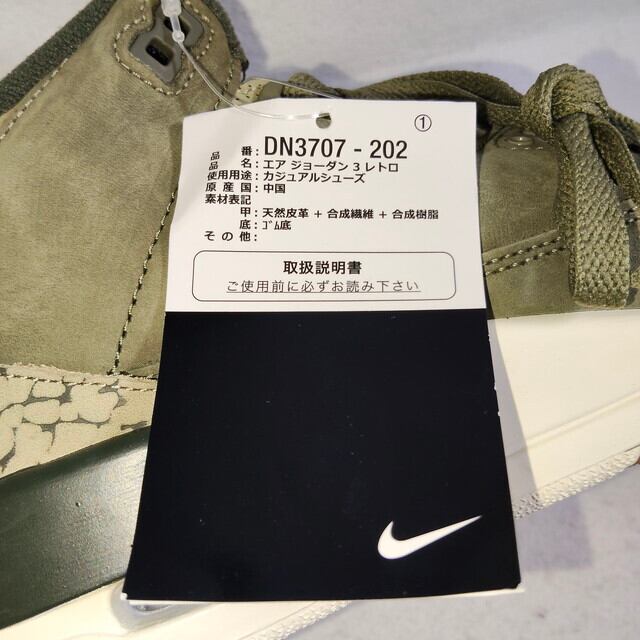 ①
品番：DN3707 - 202
品名：エア ジョーダン 3 レトロ
使用用途：カジュアルシューズ
原産国：中国
素材表記
甲：天然皮革 + 合成繊維 + 合成樹脂
底：ゴム底
その他：
取扱説明書
ご使用前に必ずお読み下さい